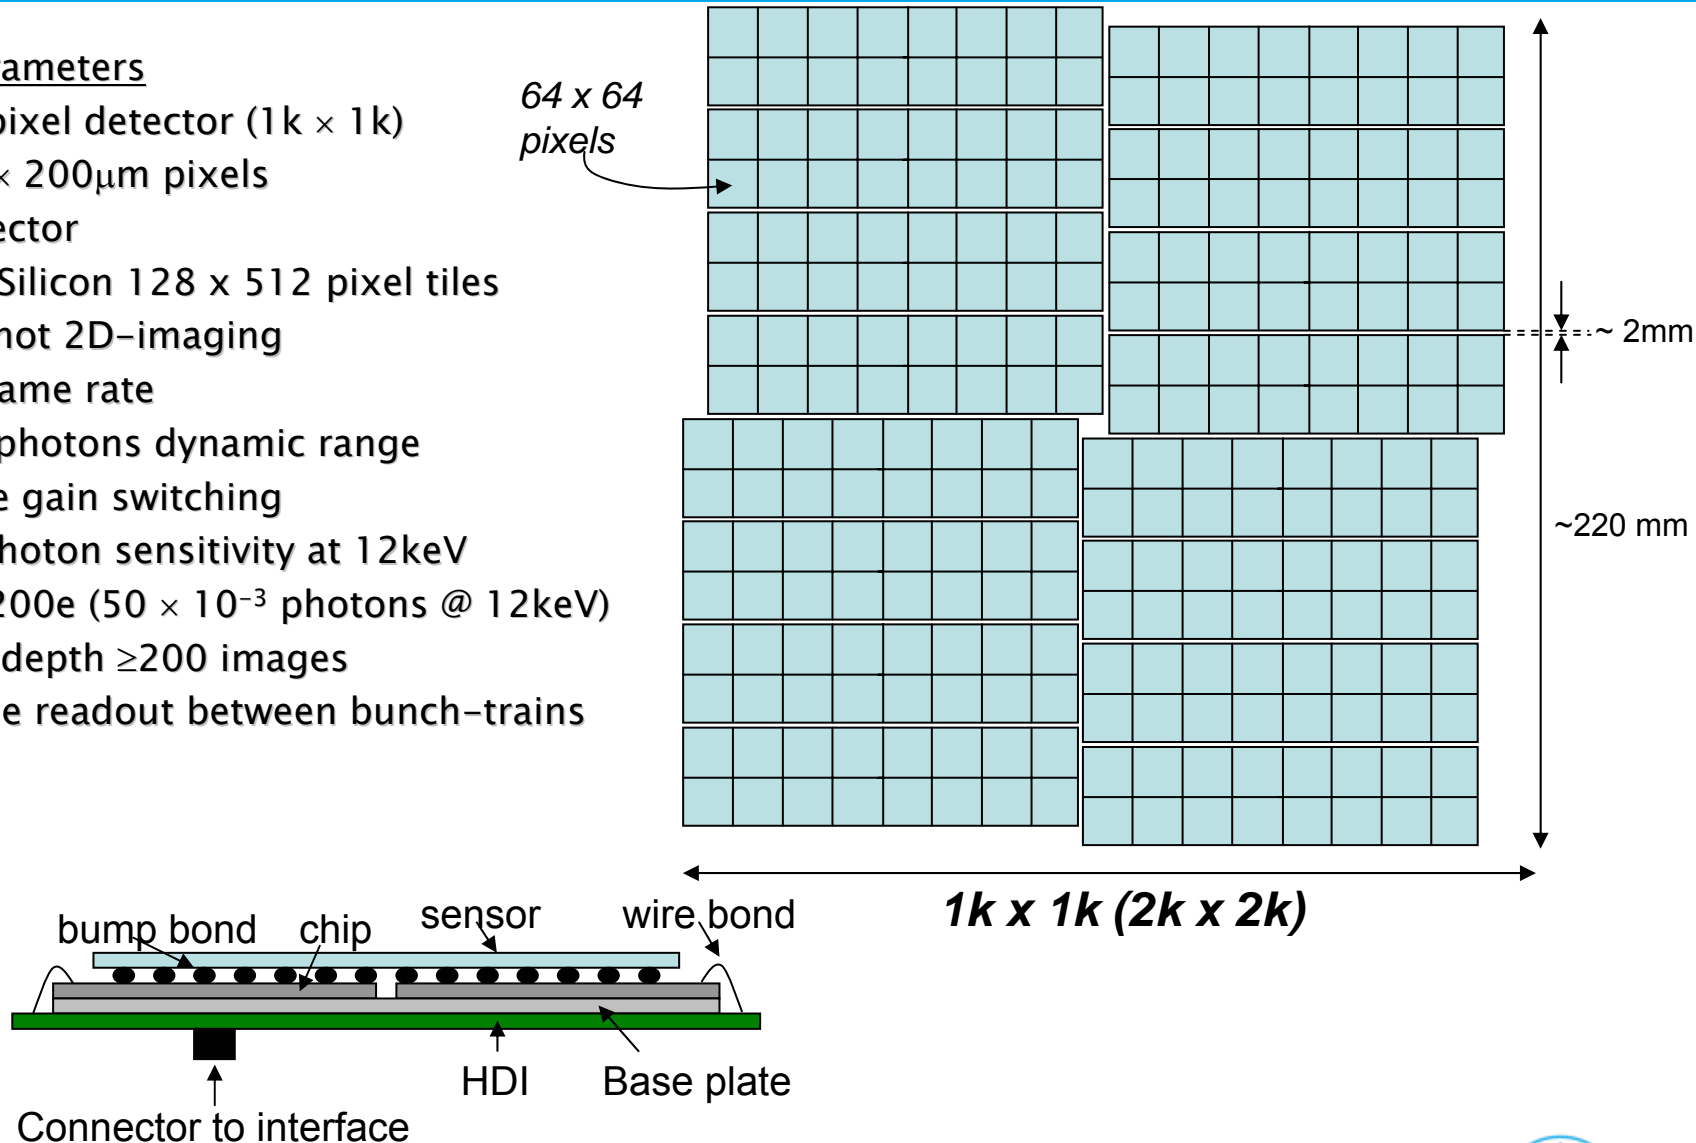 ameters
pixel detector (1k × 1k)
× 200μm pixels
ector
Silicon 128 x 512 pixel tiles
not 2D-imaging
ame rate
photons dynamic range
e gain switching
hoton sensitivity at 12keV
200e (50 × 10⁻³ photons @ 12keV)
depth ≥200 images
e readout between bunch-trains
64 x 64
pixels
~ 2mm
~220 mm
1k x 1k (2k x 2k)
bump bond
chip
sensor
wire bond
HDI
Base plate
Connector to interface